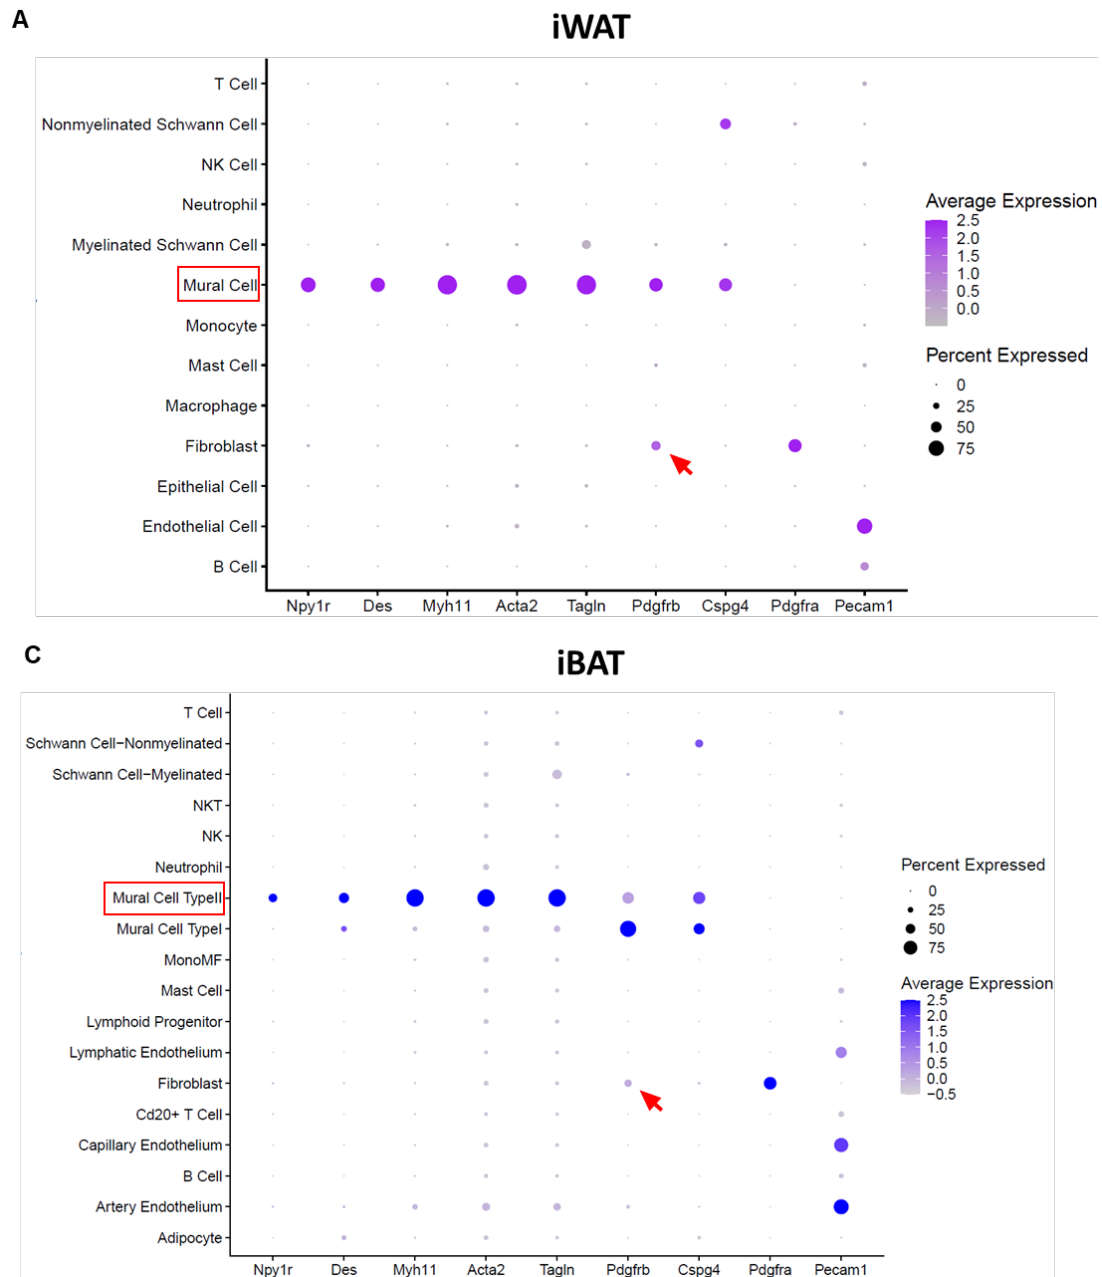 A
iWAT
T Cell
Nonmyelinated Schwann Cell
NK Cell
Neutrophil
Myelinated Schwann Cell
Mural Cell
Monocyte
Mast Cell
Macrophage
Fibroblast
Epithelial Cell
Endothelial Cell
B Cell
Npy1r Des Myh11 Acta2 Tagln Pdgfrb Cspg4 Pdgfra Pecam1
Average Expression
2.5
2.0
1.5
1.0
0.5
0.0
Percent Expressed
0
25
50
75
C
iBAT
T Cell
Schwann Cell−Nonmyelinated
Schwann Cell−Myelinated
NKT
NK
Neutrophil
Mural Cell TypeII
Mural Cell TypeI
MonoMF
Mast Cell
Lymphoid Progenitor
Lymphatic Endothelium
Fibroblast
Cd20+ T Cell
Capillary Endothelium
B Cell
Artery Endothelium
Adipocyte
Npy1r Des Myh11 Acta2 Tagln Pdgfrb Cspg4 Pdgfra Pecam1
Percent Expressed
0
25
50
75
Average Expression
2.5
2.0
1.5
1.0
0.5
0.0
−0.5